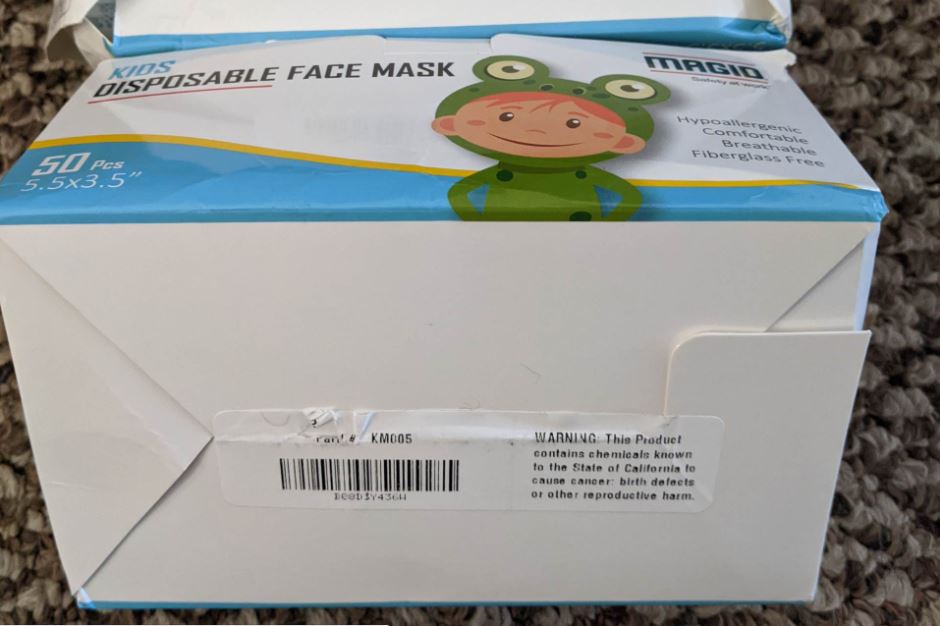 KIDS
DISPOSABLE FACE MASK
MAGID
Safety at work
Hypoallergenic
Comfortable
Breathable
Fiberglass Free
50 Pcs
5.5x3.5"
Part # KM005
WARNING: This Product
contains chemicals known
to the State of California to
cause cancer: birth defects
or other reproductive harm.